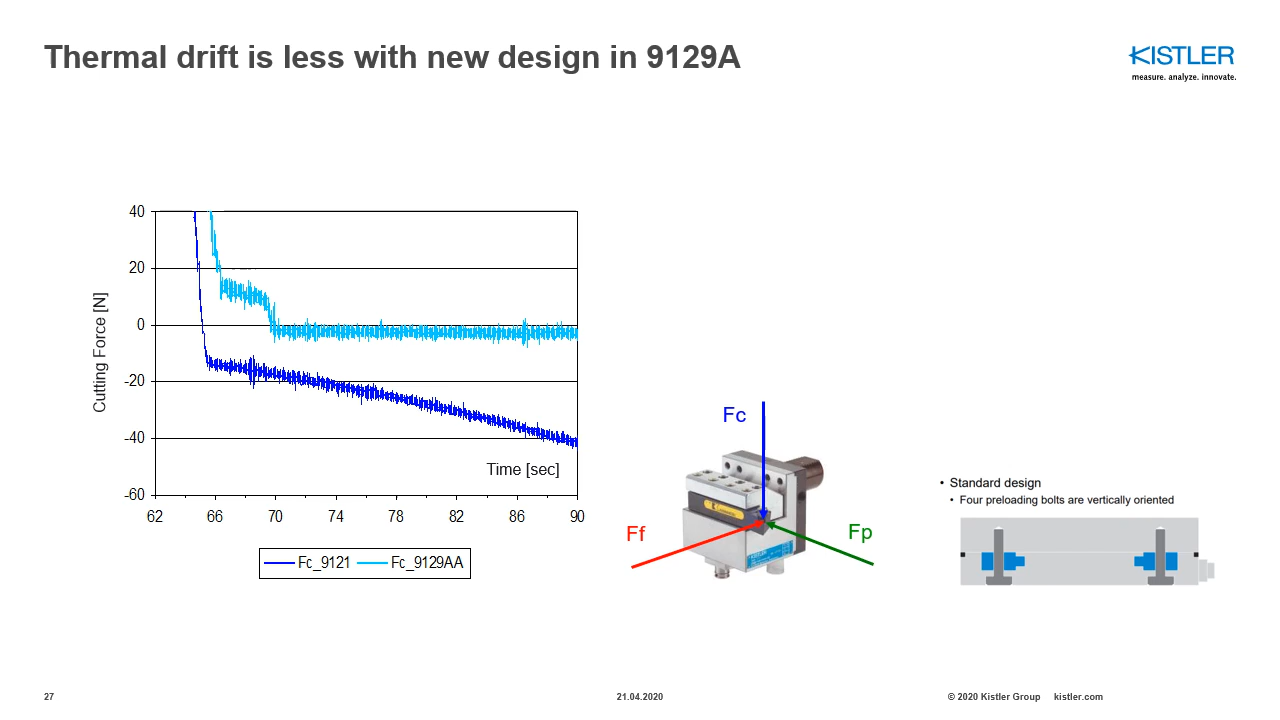 Thermal drift is less with new design in 9129A
KISTLER
measure. analyze. innovate.
40
20
0
-20
-40
-60
Cutting Force [N]
Time [sec]
62 66 70 74 78 82 86 90
Fc_9121 Fc_9129AA
Fc
Ff
Fp
• Standard design
• Four preloading bolts are vertically oriented
27
21.04.2020
© 2020 Kistler Group kistler.com